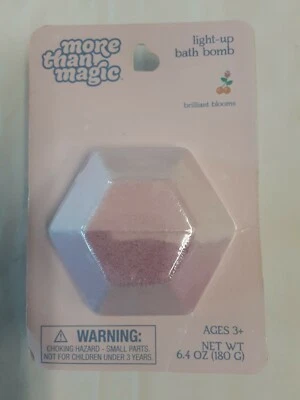 more
than
magic
light-up
bath bomb
brilliant blooms
WARNING:
CHOKING HAZARD - SMALL PARTS.
NOT FOR CHILDREN UNDER 3 YEARS.
AGES 3+
NET WT
6.4 OZ (180 G)